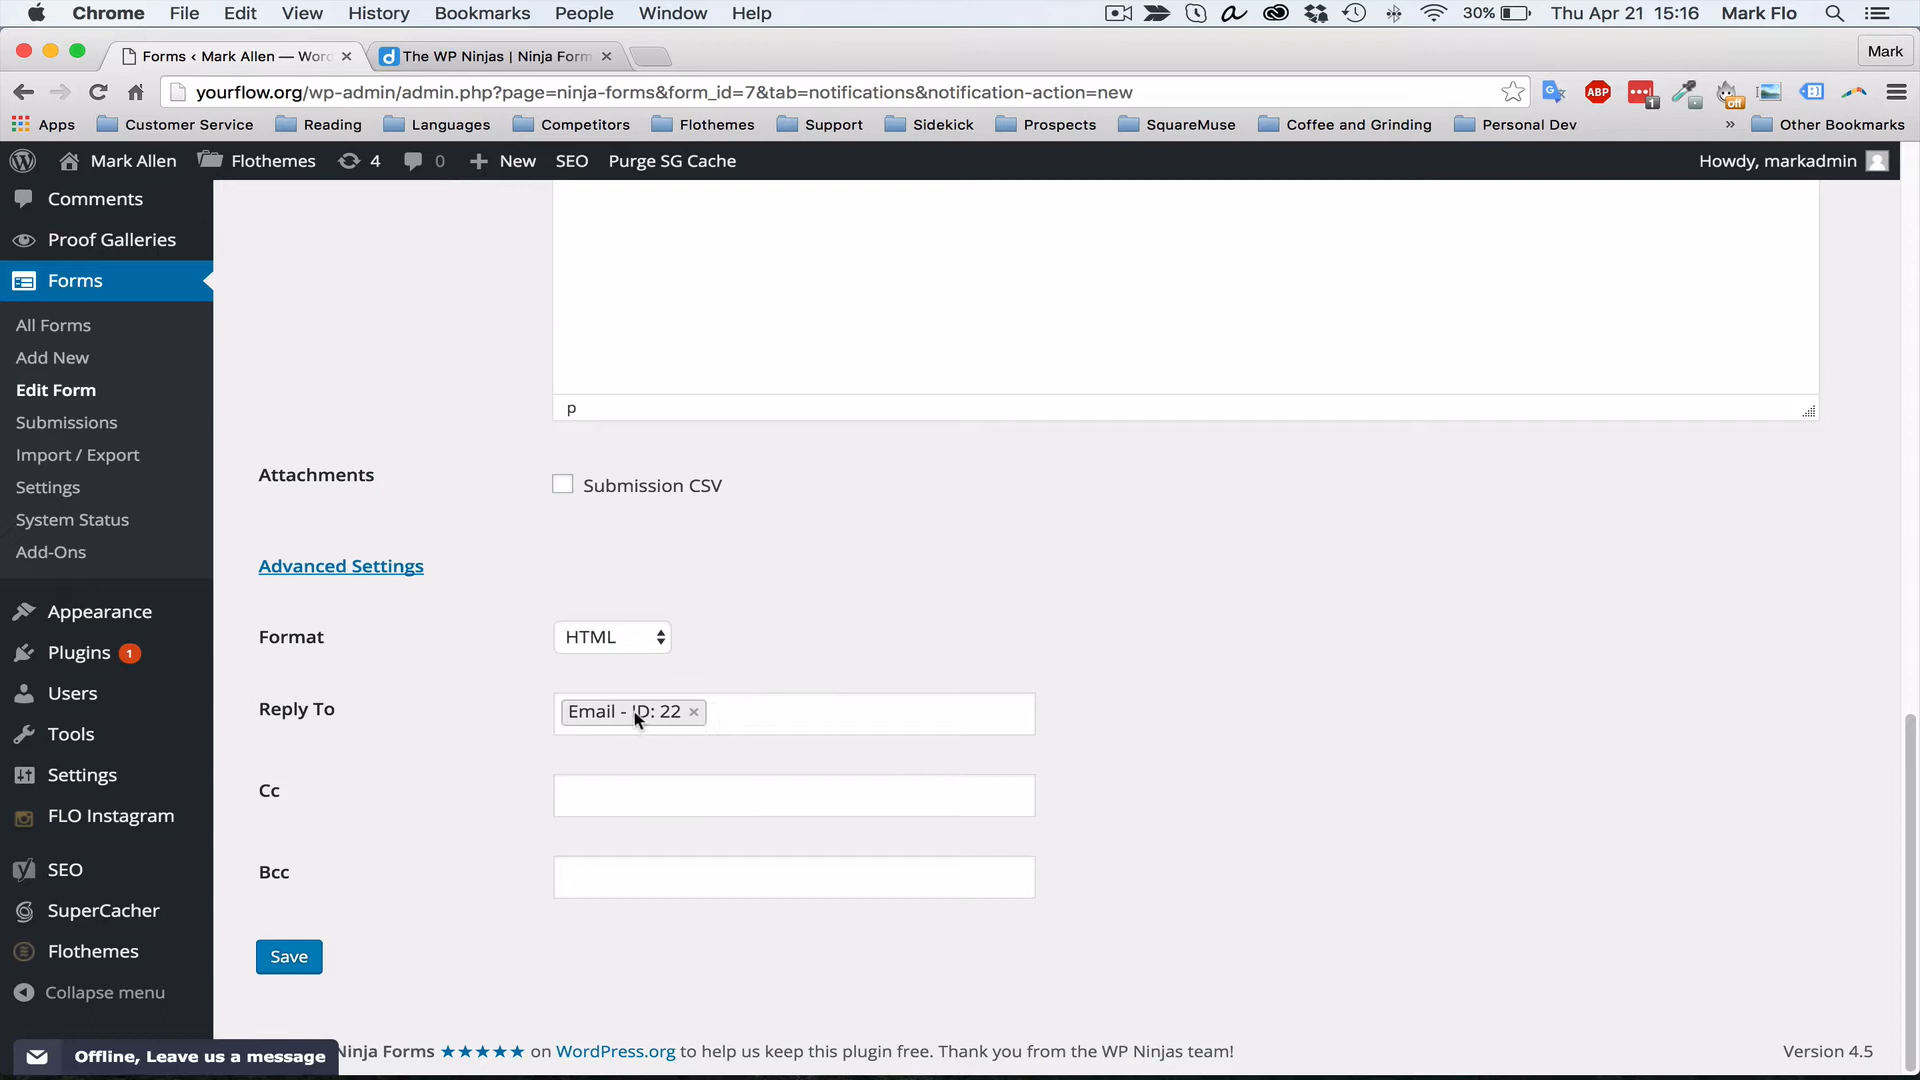 Chrome File Edit View History Bookmarks People Window Help 30% Thu Apr 21 15:16 Mark Flo
Forms ‹ Mark Allen — Word The WP Ninjas | Ninja Form Mark
yourflow.org/wp-admin/admin.php?page=ninja-forms&form_id=7&tab=notifications&notification-action=new
Apps Customer Service Reading Languages Competitors Flothemes Support Sidekick Prospects SquareMuse Coffee and Grinding Personal Dev » Other Bookmarks
Mark Allen Flothemes 4 0 New SEO Purge SG Cache Howdy, markadmin
Comments
Proof Galleries
Forms
All Forms
Add New
Edit Form
Submissions
Import / Export
Settings
System Status
Add-Ons
Appearance
Plugins 1
Users
Tools
Settings
FLO Instagram
SEO
SuperCacher
Flothemes
Collapse menu
p
Attachments Submission CSV
Advanced Settings
Format HTML
Reply To Email - ID: 22 ×
Cc
Bcc
Save
Offline, Leave us a message
Ninja Forms ★★★★★ on WordPress.org to help us keep this plugin free. Thank you from the WP Ninjas team! Version 4.5